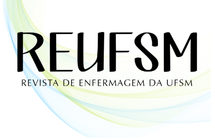 REUFSM
REVISTA DE ENFERMAGEM DA UFSM